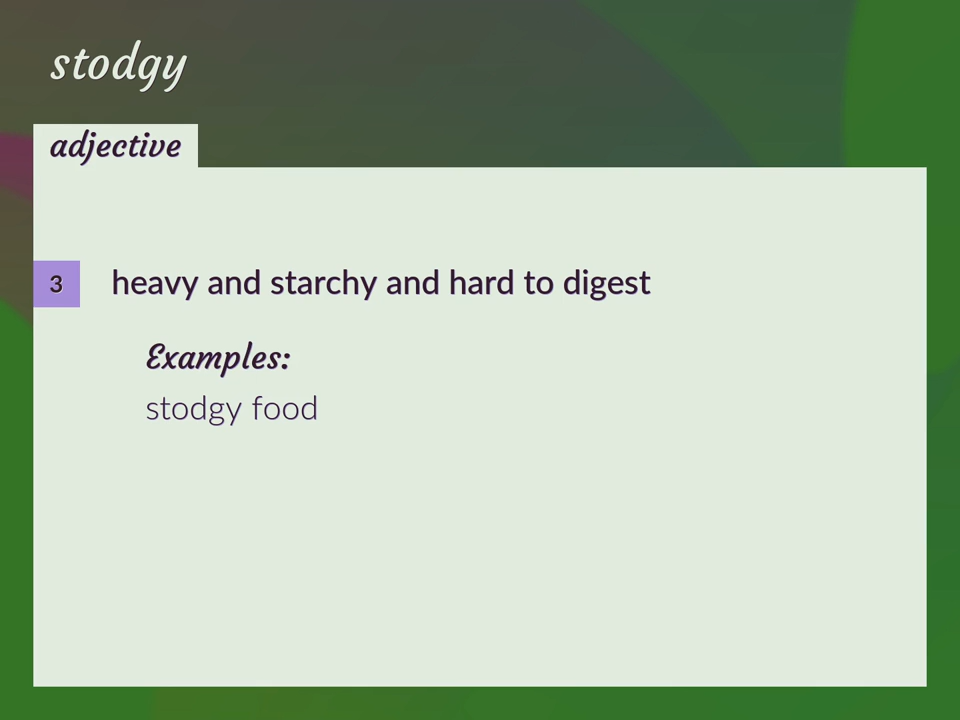 stodgy
adjective
3 heavy and starchy and hard to digest
Examples:
stodgy food